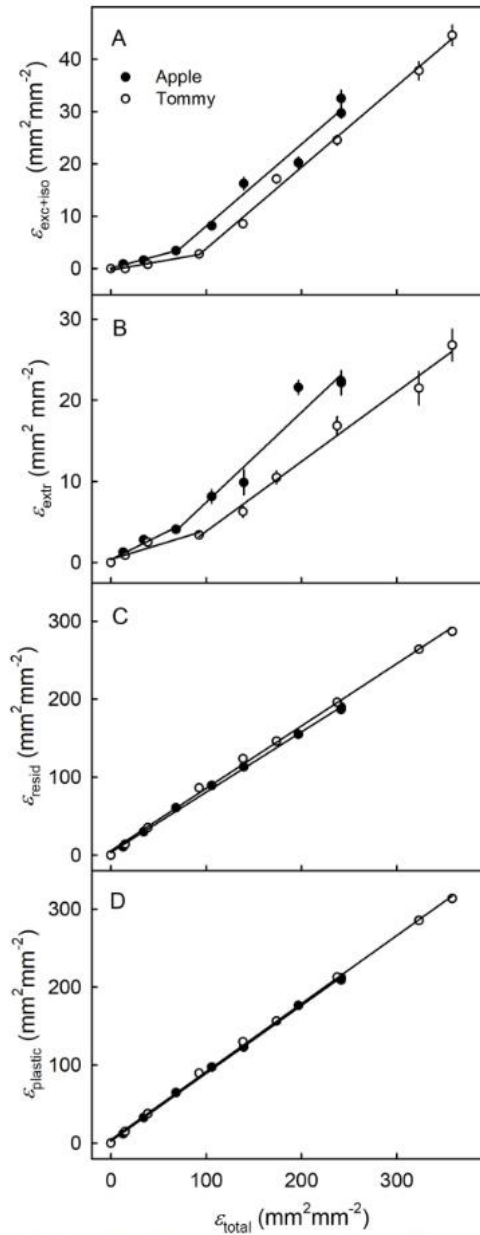 A
Apple
Tommy
40
30
20
10
0
εexc+iso (mm² mm⁻²)
B
30
20
10
0
εextr (mm² mm⁻²)
C
300
200
100
0
εresid (mm²mm⁻²)
D
300
200
100
0
εplastic (mm²mm⁻²)
0
100
200
300
εtotal (mm²mm⁻²)